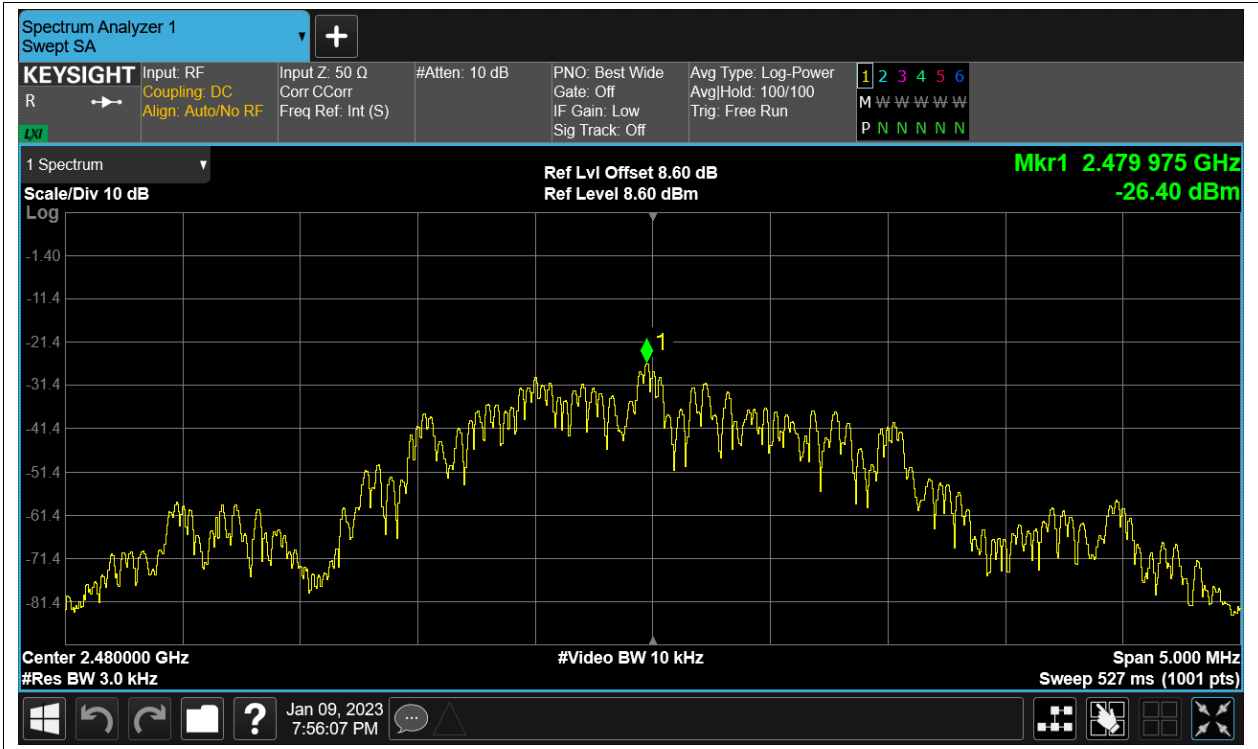 Spectrum Analyzer 1
Swept SA
+
KEYSIGHT
R
LXI
Input: RF
Coupling: DC
Align: Auto/No RF
Input Z: 50 Ω
Corr CCorr
Freq Ref: Int (S)
#Atten: 10 dB
PNO: Best Wide
Gate: Off
IF Gain: Low
Sig Track: Off
Avg Type: Log-Power
Avg|Hold: 100/100
Trig: Free Run
1 2 3 4 5 6
M W W W W W
P N N N N N
1 Spectrum
Scale/Div 10 dB
Log
Ref Lvl Offset 8.60 dB
Ref Level 8.60 dBm
Mkr1 2.479 975 GHz
-26.40 dBm
-1.40
-11.4
-21.4
-31.4
-41.4
-51.4
-61.4
-71.4
-81.4
1
Center 2.480000 GHz
#Res BW 3.0 kHz
#Video BW 10 kHz
Span 5.000 MHz
Sweep 527 ms (1001 pts)
?
Jan 09, 2023
7:56:07 PM